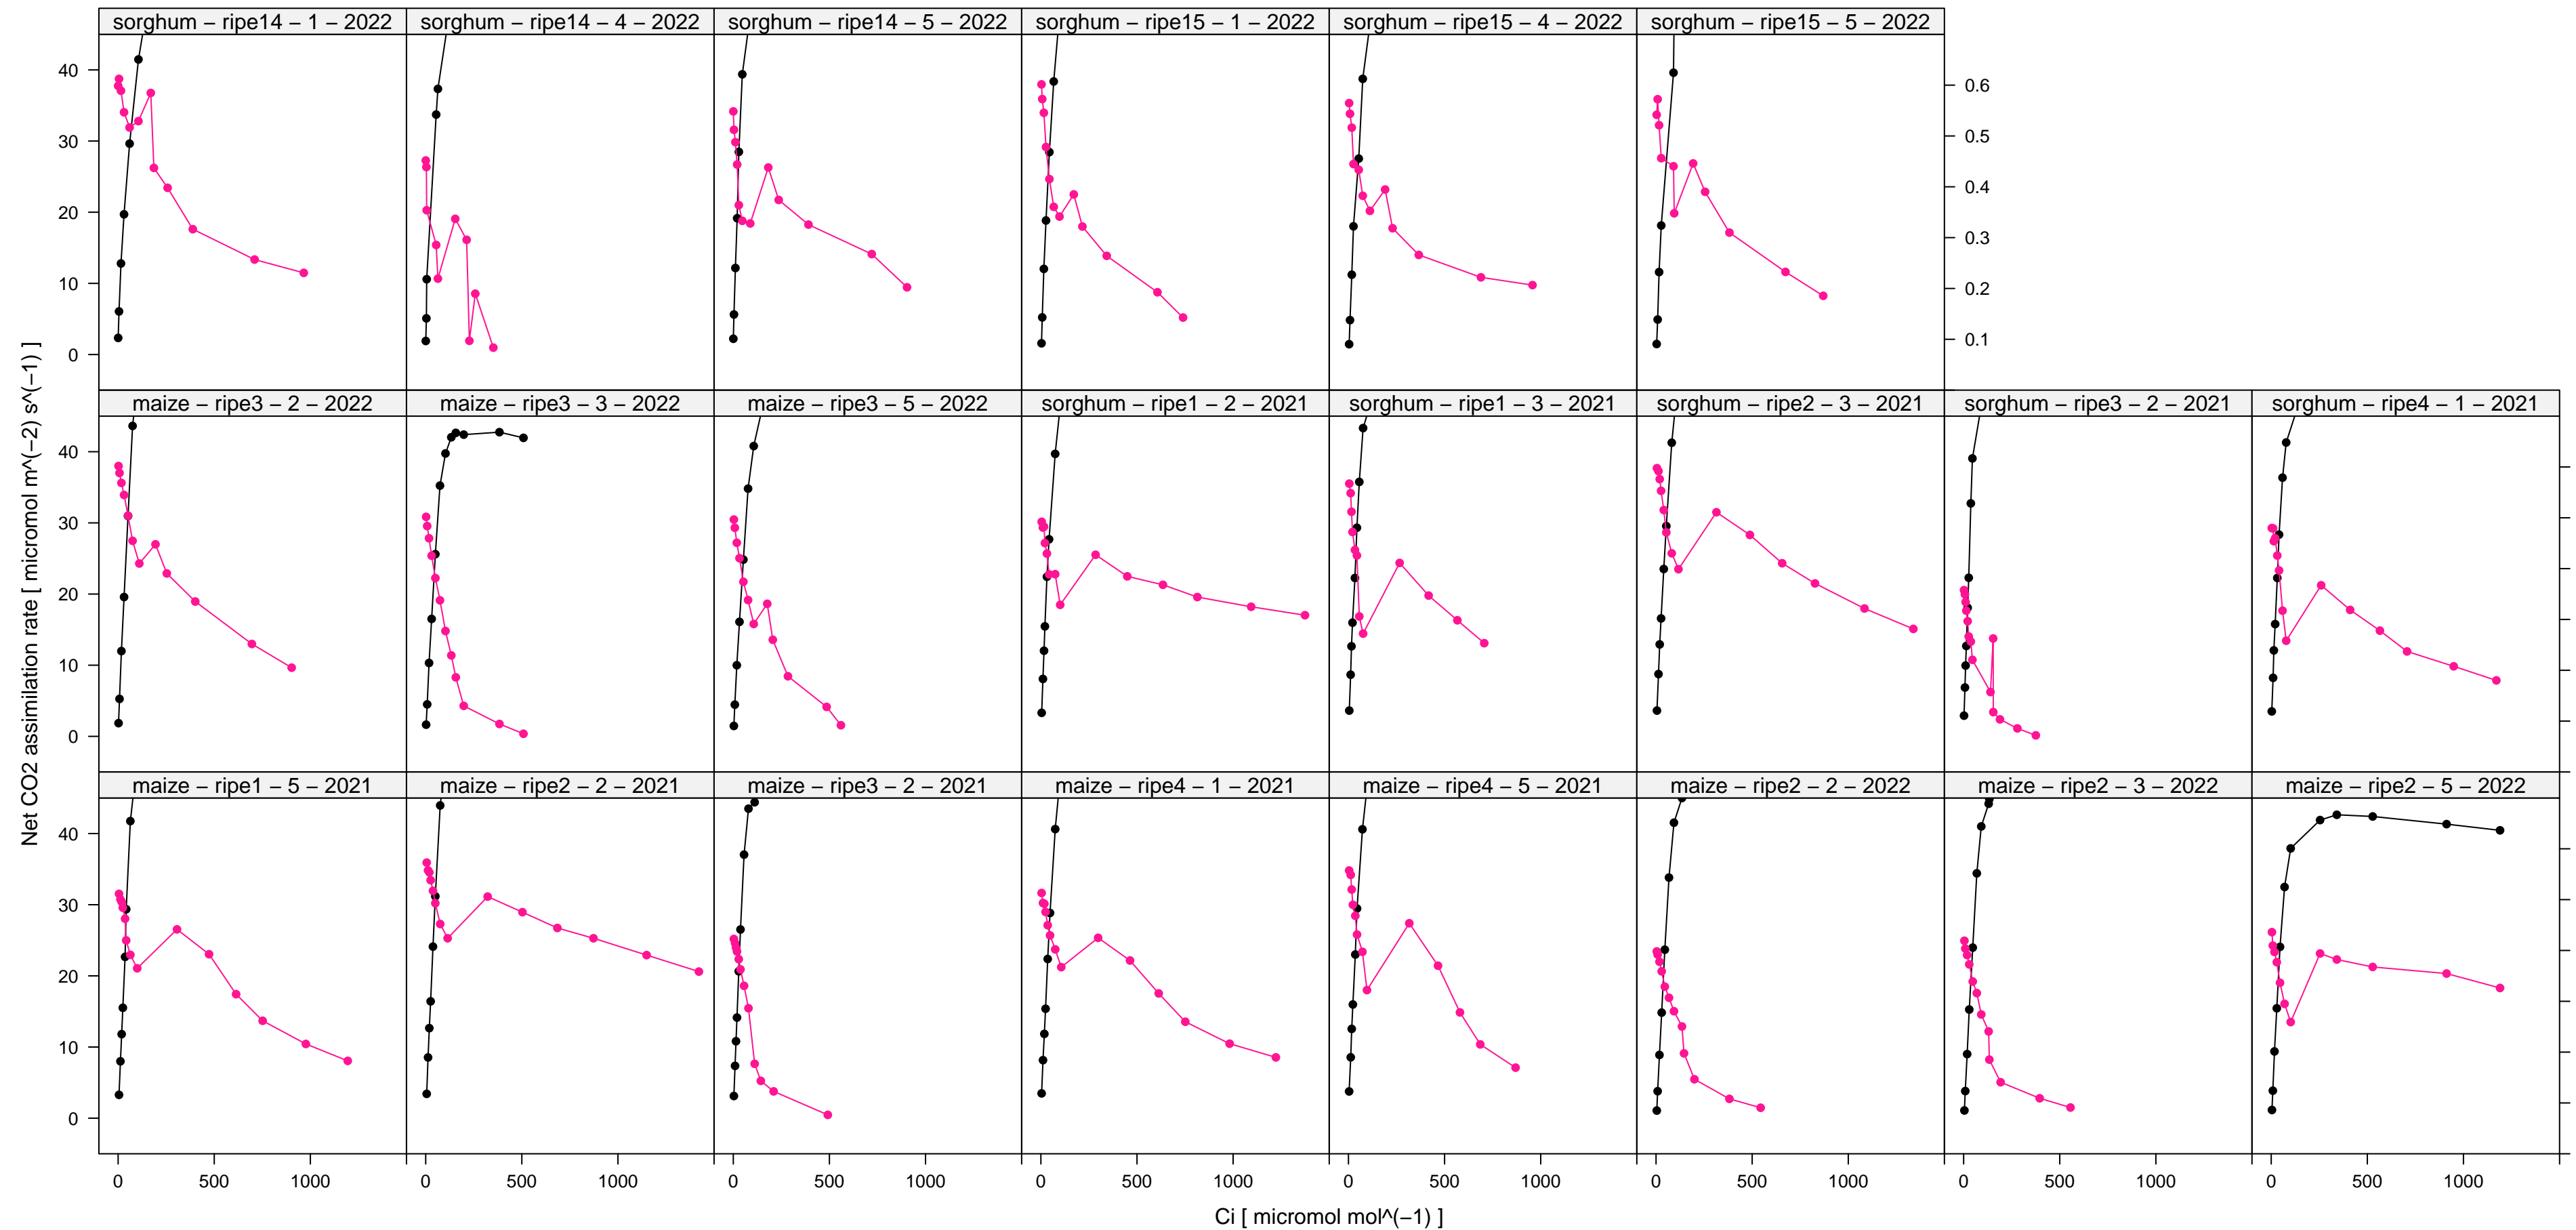 sorghum − ripe14 − 1 − 2022
sorghum − ripe14 − 4 − 2022
sorghum − ripe14 − 5 − 2022
sorghum − ripe15 − 1 − 2022
sorghum − ripe15 − 4 − 2022
sorghum − ripe15 − 5 − 2022
40
30
20
10
0
0.6
0.5
0.4
0.3
0.2
0.1
maize − ripe3 − 2 − 2022
maize − ripe3 − 3 − 2022
maize − ripe3 − 5 − 2022
sorghum − ripe1 − 2 − 2021
sorghum − ripe1 − 3 − 2021
sorghum − ripe2 − 3 − 2021
sorghum − ripe3 − 2 − 2021
sorghum − ripe4 − 1 − 2021
40
30
20
10
0
Net CO2 assimilation rate [ micromol m^(−2) s^(−1) ]
maize − ripe1 − 5 − 2021
maize − ripe2 − 2 − 2021
maize − ripe3 − 2 − 2021
maize − ripe4 − 1 − 2021
maize − ripe4 − 5 − 2021
maize − ripe2 − 2 − 2022
maize − ripe2 − 3 − 2022
maize − ripe2 − 5 − 2022
40
30
20
10
0
0 500 1000
0 500 1000
0 500 1000
0 500 1000
0 500 1000
0 500 1000
0 500 1000
0 500 1000
Ci [ micromol mol^(−1) ]